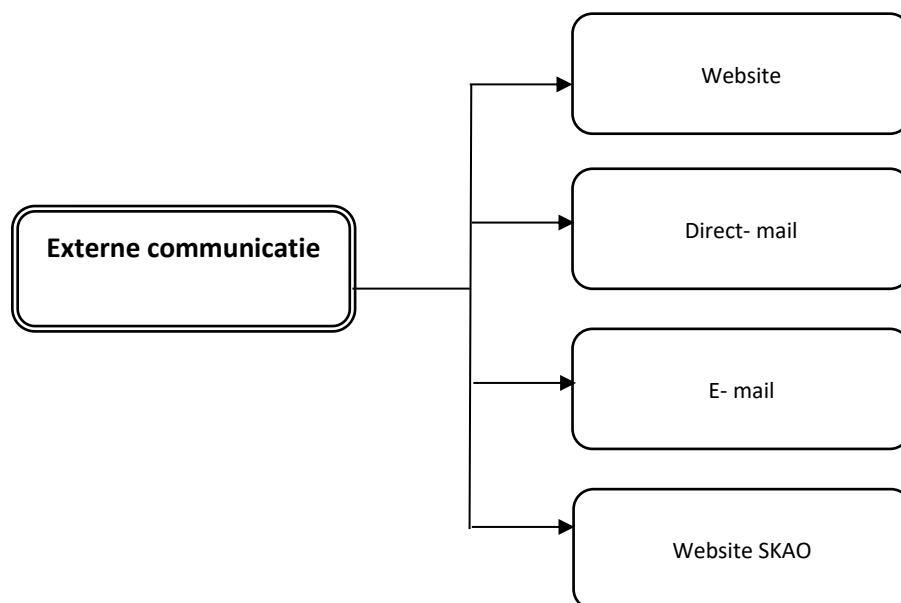 Website
Direct- mail
Externe communicatie
E- mail
Website SKAO